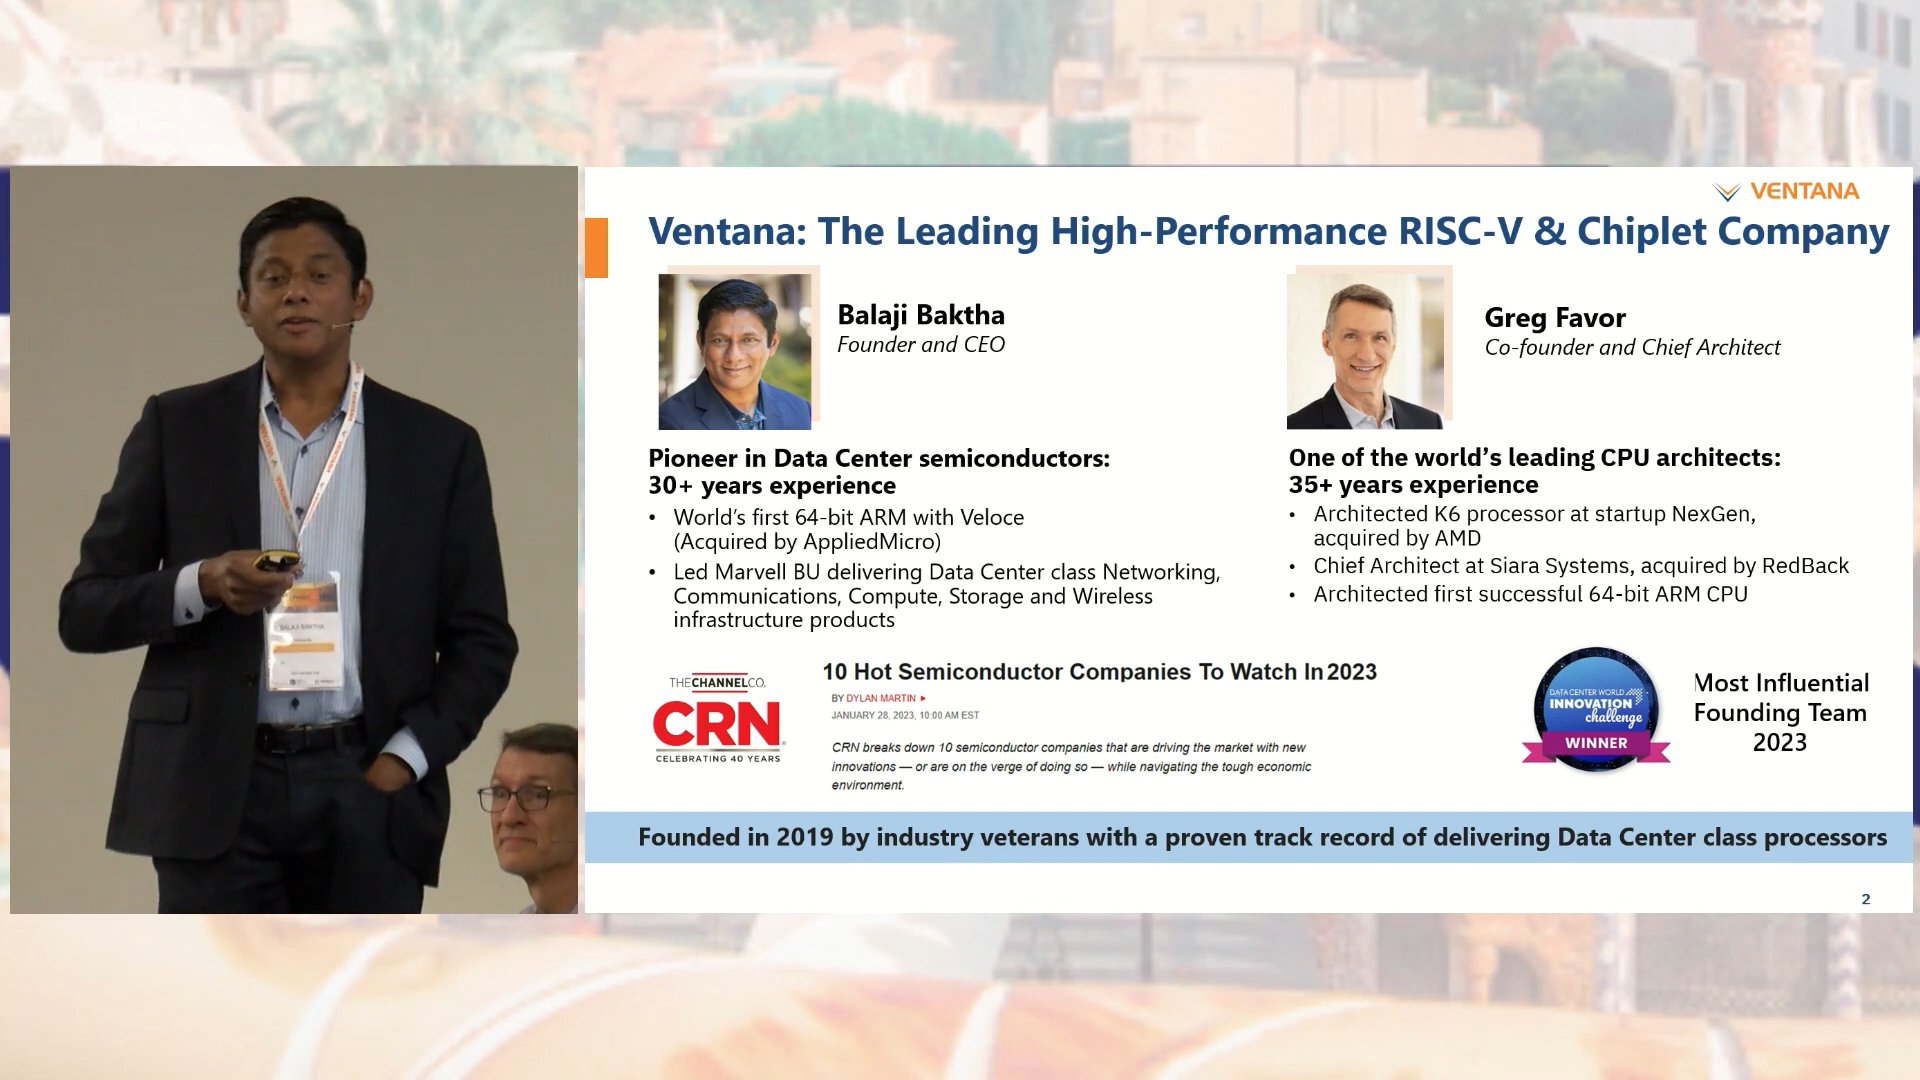 VENTANA
Ventana: The Leading High-Performance RISC-V & Chiplet Company
Balaji Baktha
Founder and CEO
Greg Favor
Co-founder and Chief Architect
Pioneer in Data Center semiconductors:
30+ years experience
• World's first 64-bit ARM with Veloce
(Acquired by AppliedMicro)
• Led Marvell BU delivering Data Center class Networking,
Communications, Compute, Storage and Wireless
infrastructure products
One of the world's leading CPU architects:
35+ years experience
• Architected K6 processor at startup NexGen,
acquired by AMD
• Chief Architect at Siara Systems, acquired by RedBack
• Architected first successful 64-bit ARM CPU
THECHANNELCO.
CRN
CELEBRATING 40 YEARS
10 Hot Semiconductor Companies To Watch In 2023
BY DYLAN MARTIN ▸
JANUARY 28, 2023, 10:00 AM EST
CRN breaks down 10 semiconductor companies that are driving the market with new
innovations — or are on the verge of doing so — while navigating the tough economic
environment.
DATA CENTER WORLD
INNOVATION
challenge
WINNER
Most Influential
Founding Team
2023
Founded in 2019 by industry veterans with a proven track record of delivering Data Center class processors
2
VENTANA
VENTANA
BALAJI BAKTHA